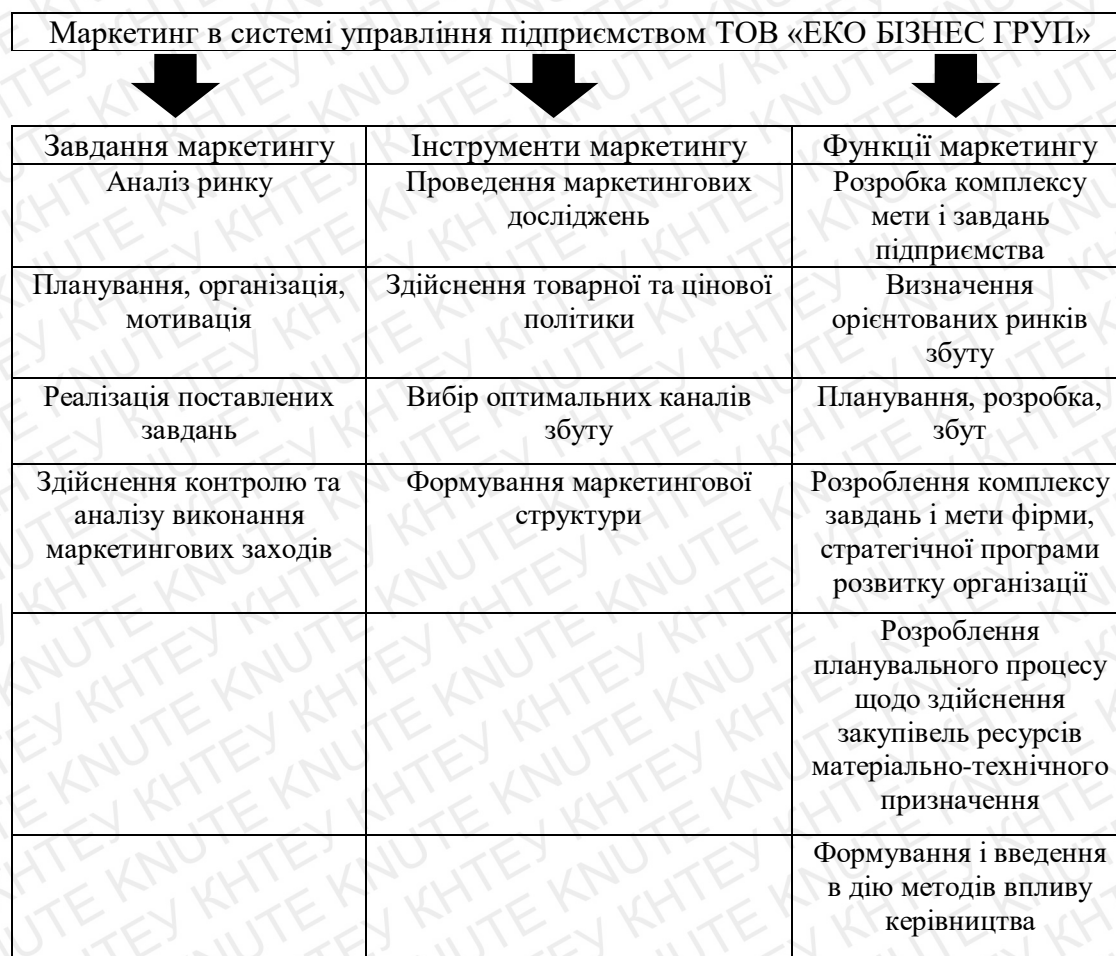 Маркетинг в системі управління підприємством ТОВ «ЕКО БІЗНЕС ГРУП»
Завдання маркетингу
Інструменти маркетингу
Функції маркетингу
Аналіз ринку
Проведення маркетингових
досліджень
Розробка комплексу
мети і завдань
підприємства
Планування, організація,
мотивація
Здійснення товарної та цінової
політики
Визначення
орієнтованих ринків
збуту
Реалізація поставлених
завдань
Вибір оптимальних каналів
збуту
Планування, розробка,
збут
Здійснення контролю та
аналізу виконання
маркетингових заходів
Формування маркетингової
структури
Розроблення комплексу
завдань і мети фірми,
стратегічної програми
розвитку організації
Розроблення
планувального процесу
щодо здійснення
закупівель ресурсів
матеріально-технічного
призначення
Формування і введення
в дію методів впливу
керівництва